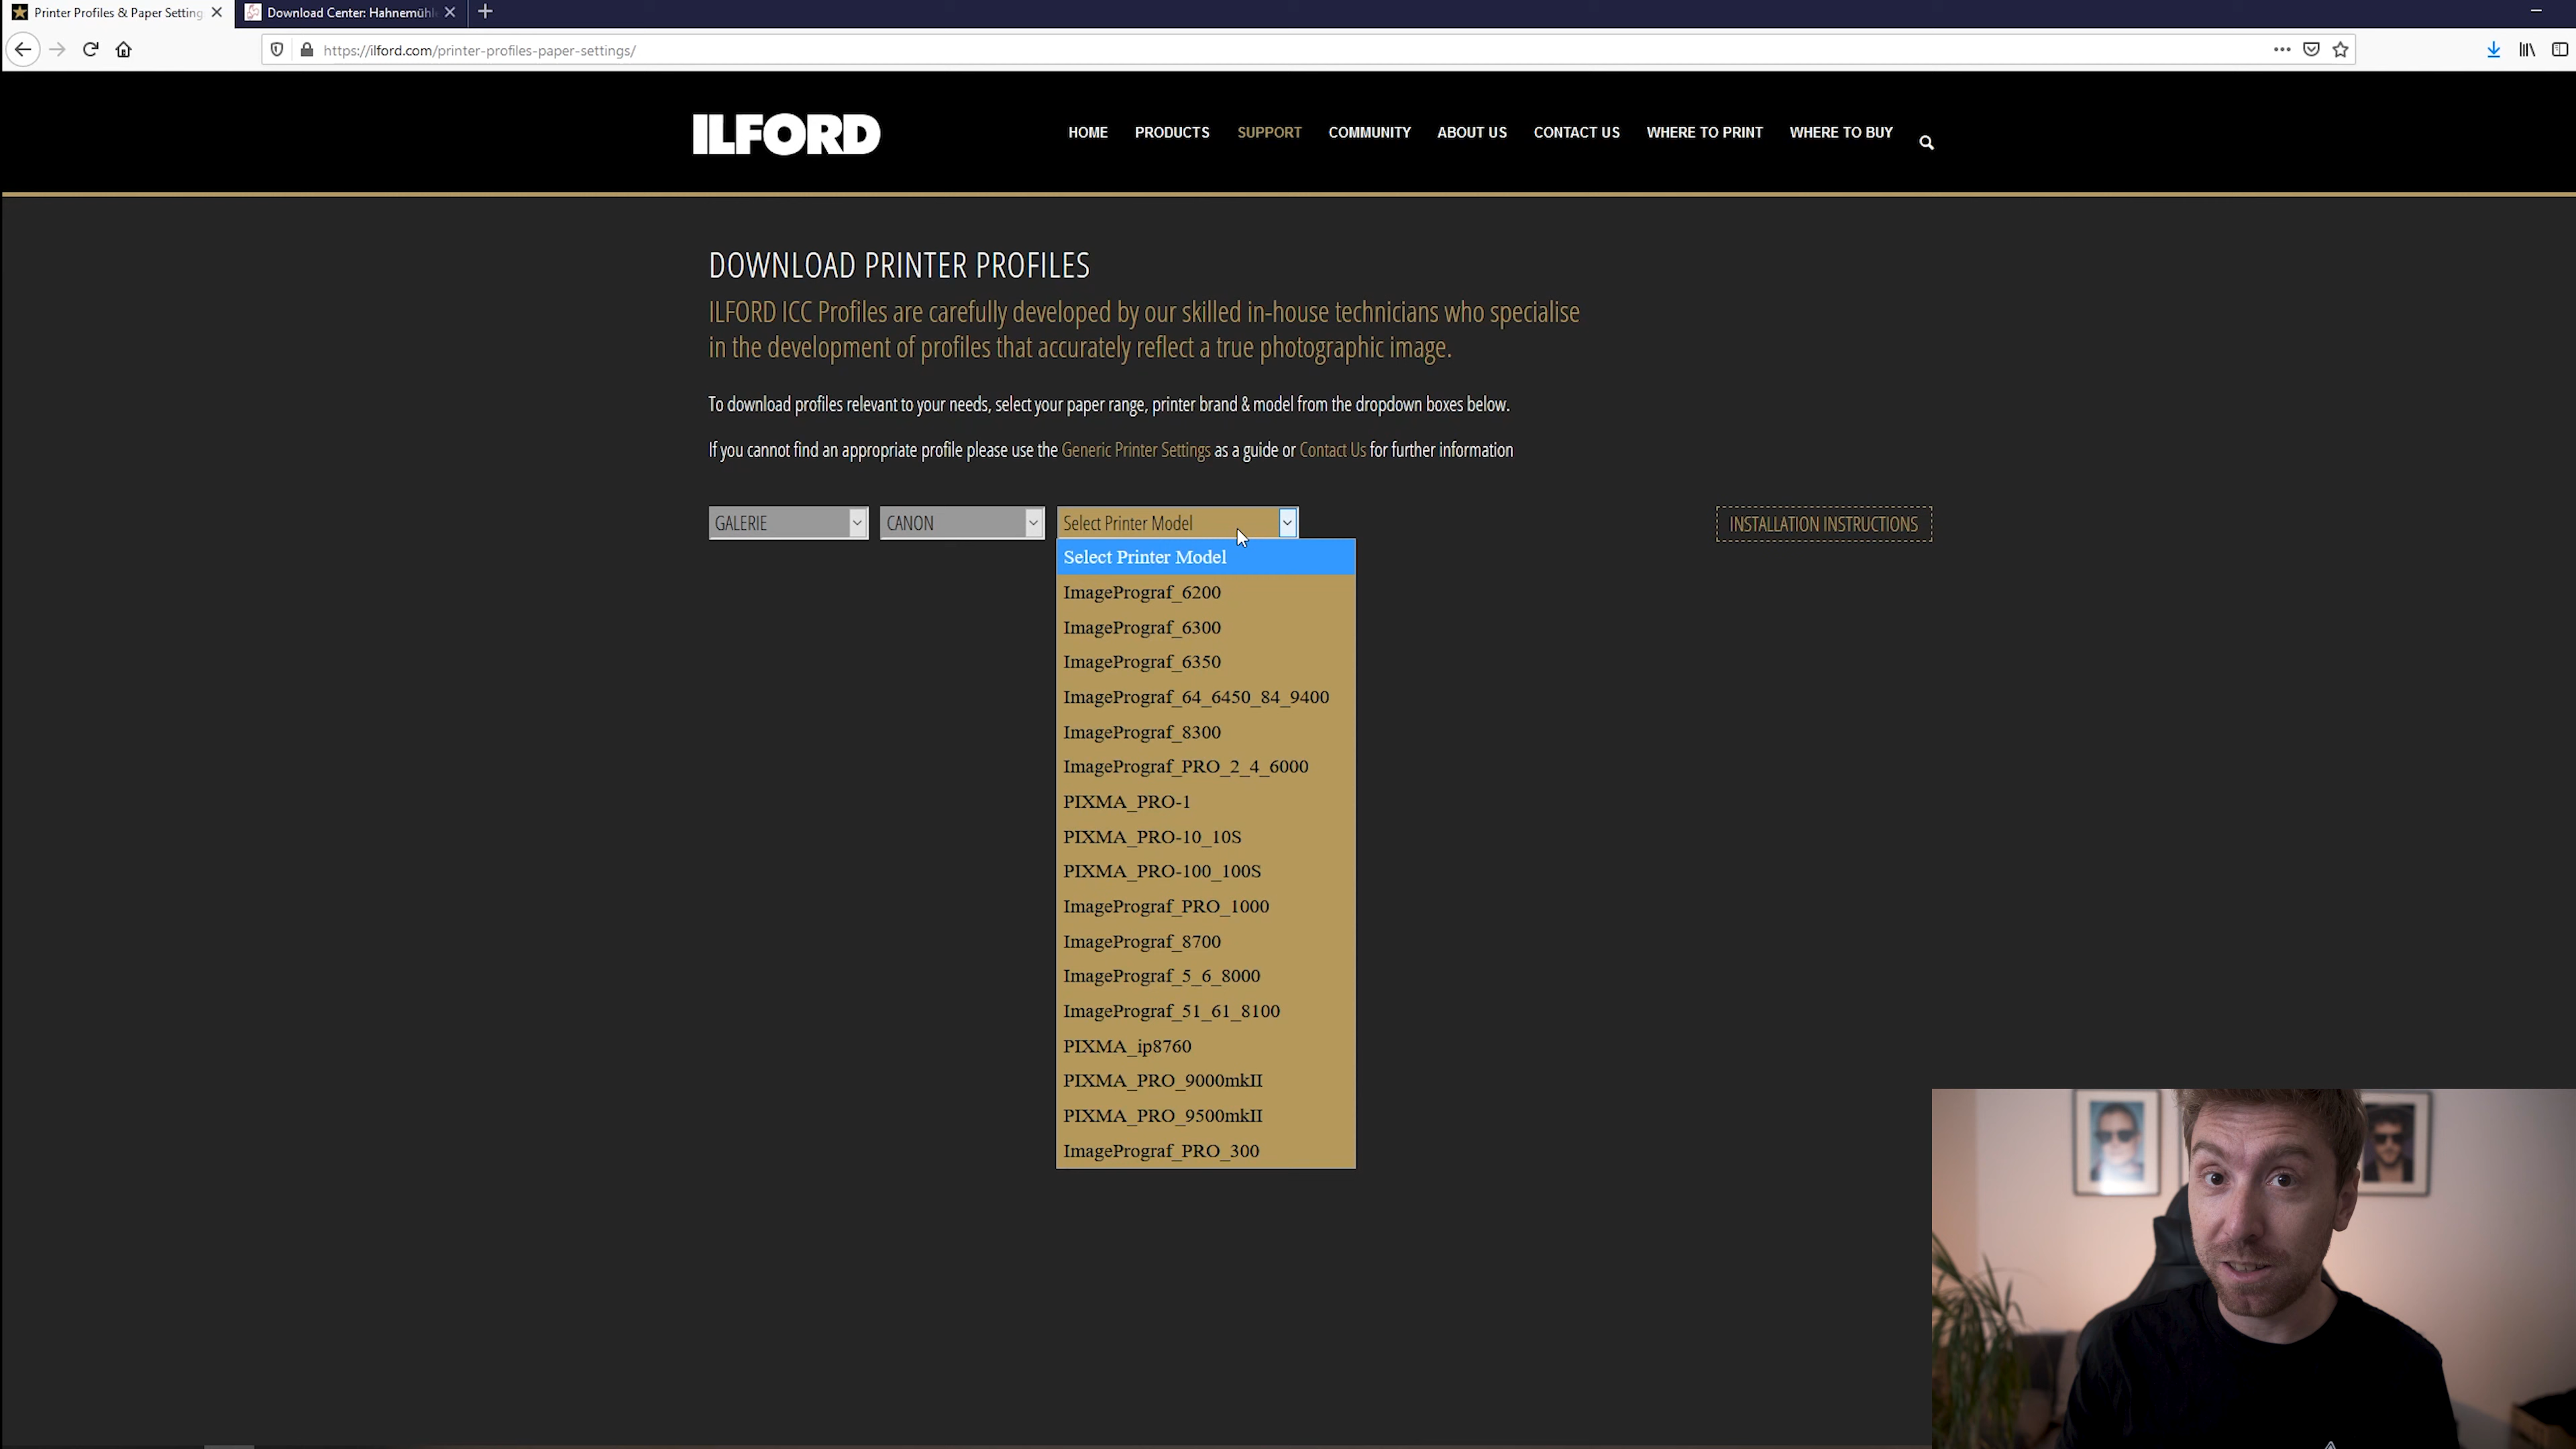 Printer Profiles & Paper Setting
Download Center: Hahnemühl
https://ilford.com/printer-profiles-paper-settings/
ILFORD
HOME PRODUCTS SUPPORT COMMUNITY ABOUT US CONTACT US WHERE TO PRINT WHERE TO BUY
DOWNLOAD PRINTER PROFILES
ILFORD ICC Profiles are carefully developed by our skilled in-house technicians who specialise
in the development of profiles that accurately reflect a true photographic image.
To download profiles relevant to your needs, select your paper range, printer brand & model from the dropdown boxes below.
If you cannot find an appropriate profile please use the Generic Printer Settings as a guide or Contact Us for further information
GALERIE CANON Select Printer Model INSTALLATION INSTRUCTIONS
Select Printer Model
ImagePrograf_6200
ImagePrograf_6300
ImagePrograf_6350
ImagePrograf_64_6450_84_9400
ImagePrograf_8300
ImagePrograf_PRO_2_4_6000
PIXMA_PRO-1
PIXMA_PRO-10_10S
PIXMA_PRO-100_100S
ImagePrograf_PRO_1000
ImagePrograf_8700
ImagePrograf_5_6_8000
ImagePrograf_51_61_8100
PIXMA_ip8760
PIXMA_PRO_9000mkII
PIXMA_PRO_9500mkII
ImagePrograf_PRO_300